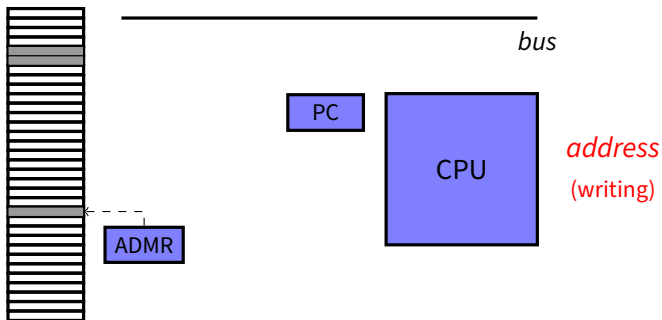 bus
PC
CPU
address
(writing)
ADMR